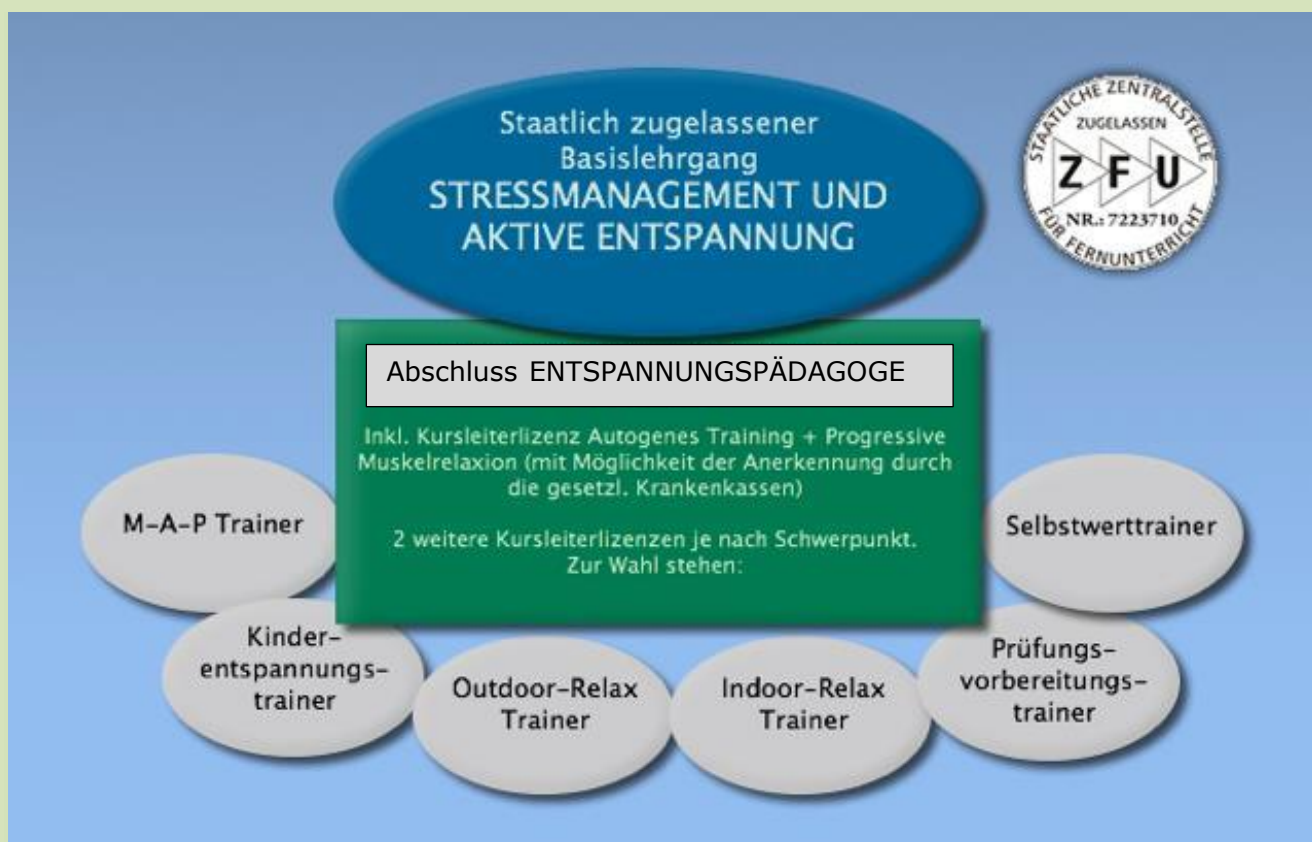 Staatlich zugelassener
Basislehrgang
STRESSMANAGEMENT UND
AKTIVE ENTSPANNUNG
STAATLICHE ZENTRALSTELLE
ZUGELASSEN
ZFU
NR.: 7223710
FÜR FERNUNTERRICHT
Abschluss ENTSPANNUNGSPÄDAGOGE
Inkl. Kursleiterlizenz Autogenes Training + Progressive
Muskelrelaxion (mit Möglichkeit der Anerkennung durch
die gesetzl. Krankenkassen)
2 weitere Kursleiterlizenzen je nach Schwerpunkt.
Zur Wahl stehen:
M-A-P Trainer
Kinder-
entspannungs-
trainer
Outdoor-Relax
Trainer
Indoor-Relax
Trainer
Prüfungs-
vorbereitungs-
trainer
Selbstwerttrainer